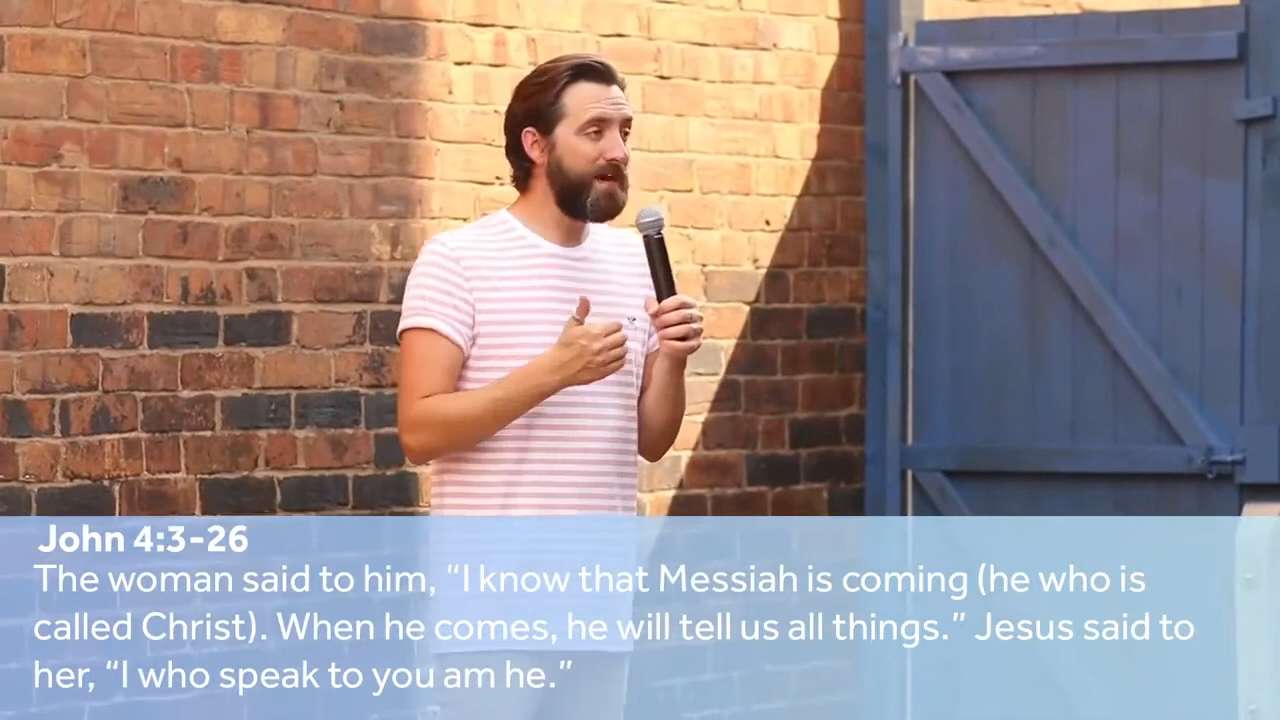 John 4:3-26
The woman said to him, “I know that Messiah is coming (he who is
called Christ). When he comes, he will tell us all things.” Jesus said to
her, “I who speak to you am he.”